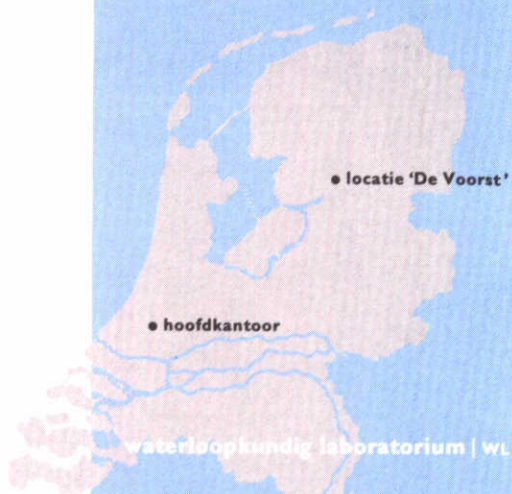 • locatie 'De Voorst'
• hoofdkantoor
waterloopkundig laboratorium | WL